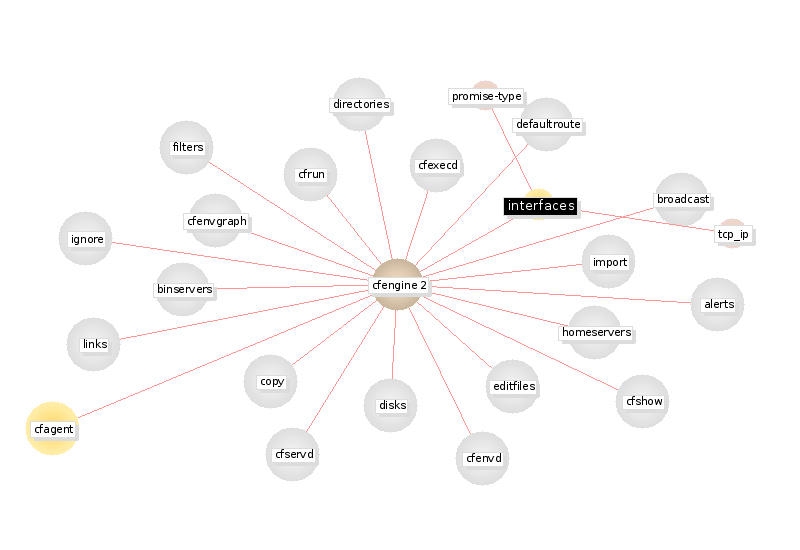 promise-type
directories
defaultroute
filters
cfexecd
cfrun
broadcast
interfaces
cfenvgraph
tcp_ip
ignore
import
cfengine 2
binservers
alerts
homeservers
links
copy
editfiles
cfshow
disks
cfagent
cfservd
cfenvd